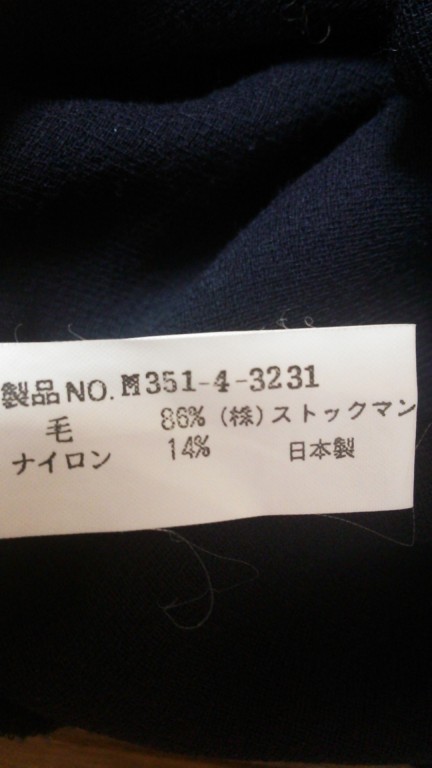 製品NO.M351-4-3231
毛 86% (株)ストックマン
ナイロン 14% 日本製